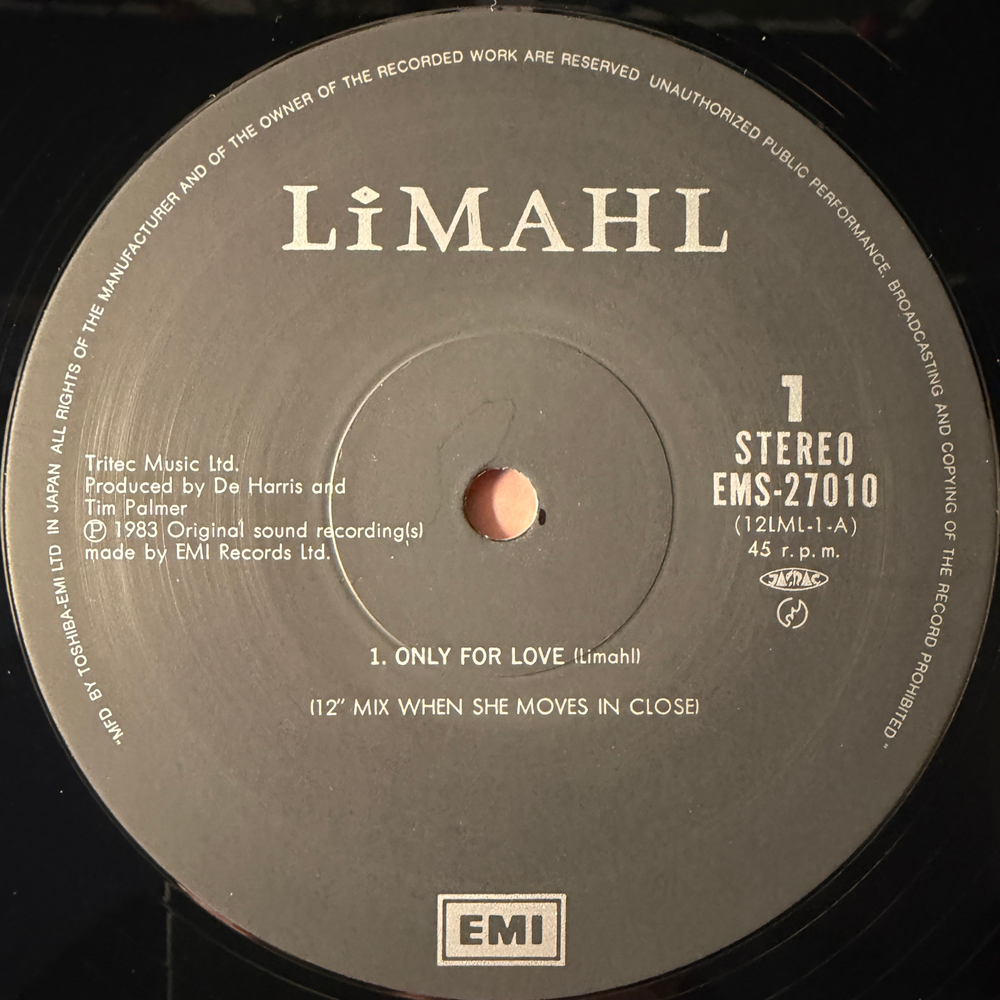 "MFD BY TOSHIBA-EMI LTD IN JAPAN ALL RIGHTS OF THE MANUFACTURER AND OF THE OWNER OF THE RECORDED WORK ARE RESERVED UNAUTHORIZED PUBLIC PERFORMANCE, BROADCASTING AND COPYING OF THE RECORD PROHIBITED"
LiMAHL
1
STEREO
EMS-27010
(12LML-1-A)
45 r.p.m.
JASRAC
Tritec Music Ltd.
Produced by De Harris and
Tim Palmer
Ⓟ 1983 Original sound recording(s)
made by EMI Records Ltd.
1. ONLY FOR LOVE (Limahl)
(12″ MIX WHEN SHE MOVES IN CLOSE)
EMI